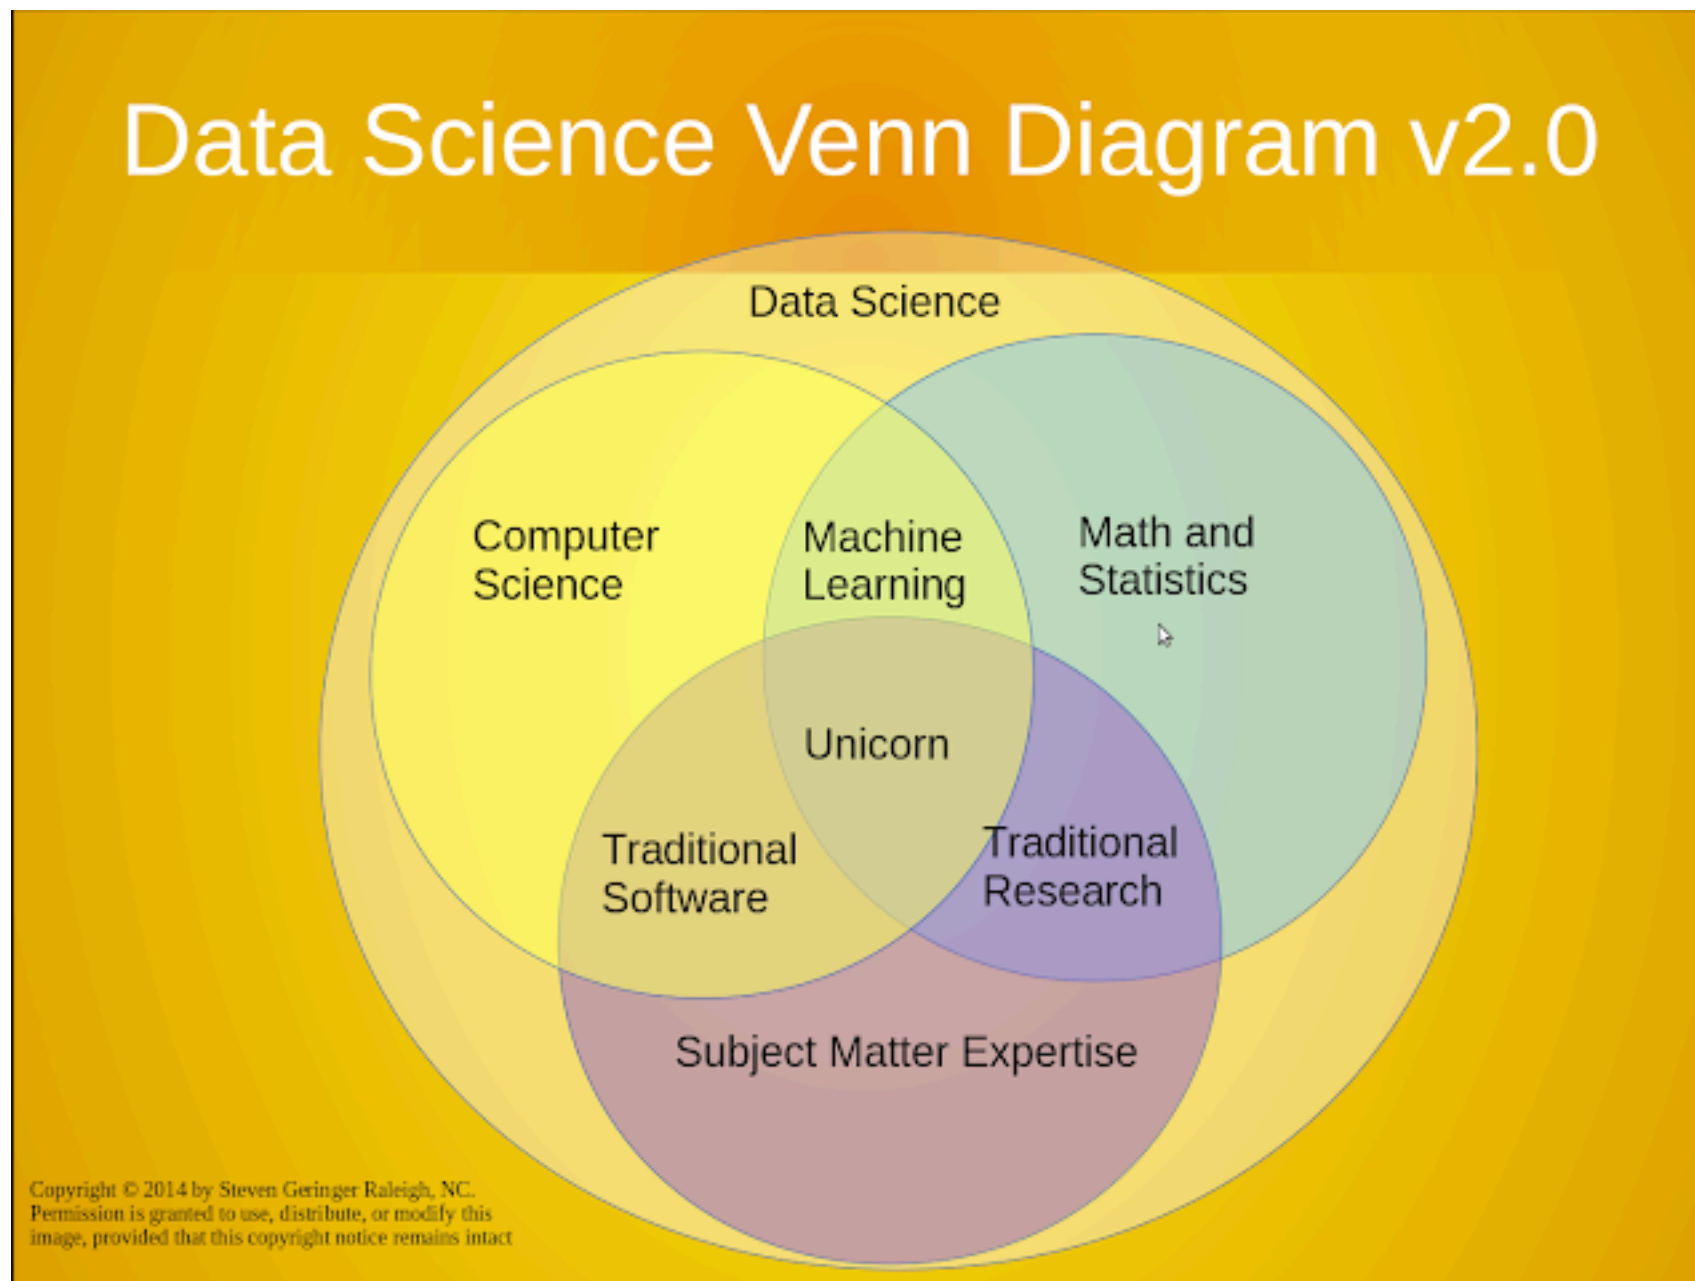 Data Science Venn Diagram v2.0
Data Science
Computer
Science
Machine
Learning
Math and
Statistics
Unicorn
Traditional
Software
Traditional
Research
Subject Matter Expertise
Copyright © 2014 by Steven Geringer Raleigh, NC.
Permission is granted to use, distribute, or modify this
image, provided that this copyright notice remains intact